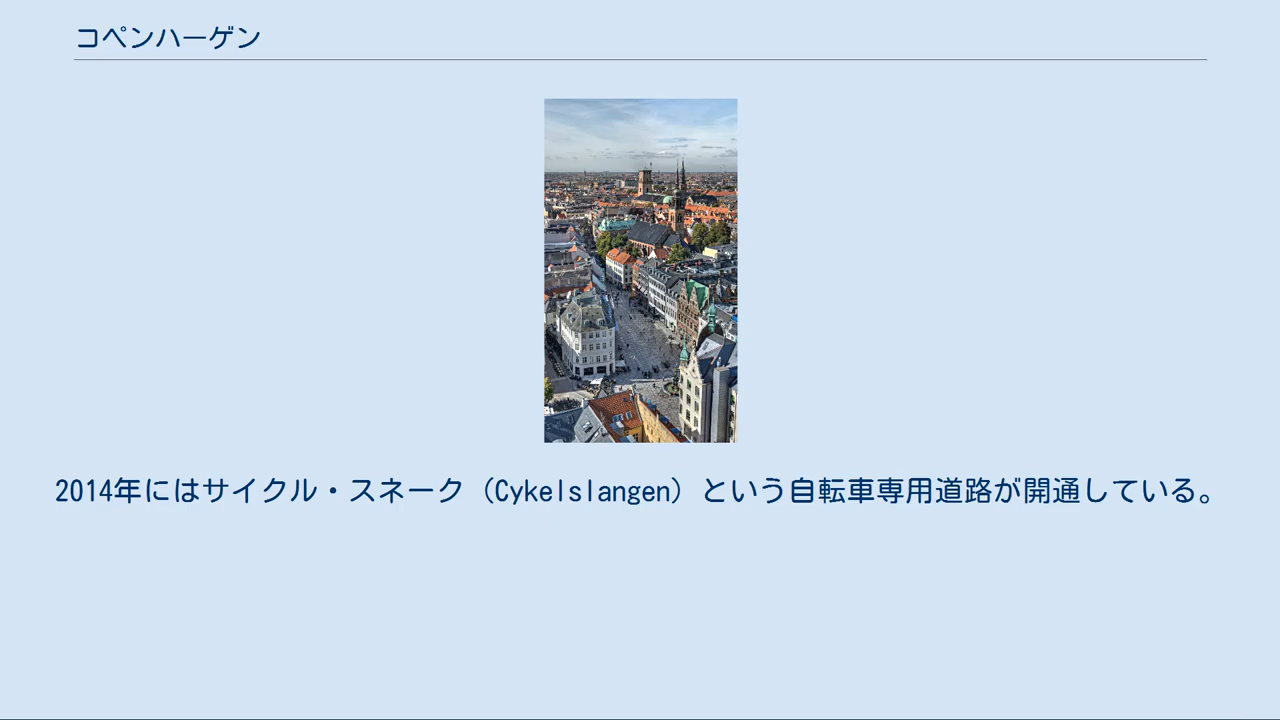 コペンハーゲン
2014年にはサイクル・スネーク（Cykelslangen）という自転車専用道路が開通している。